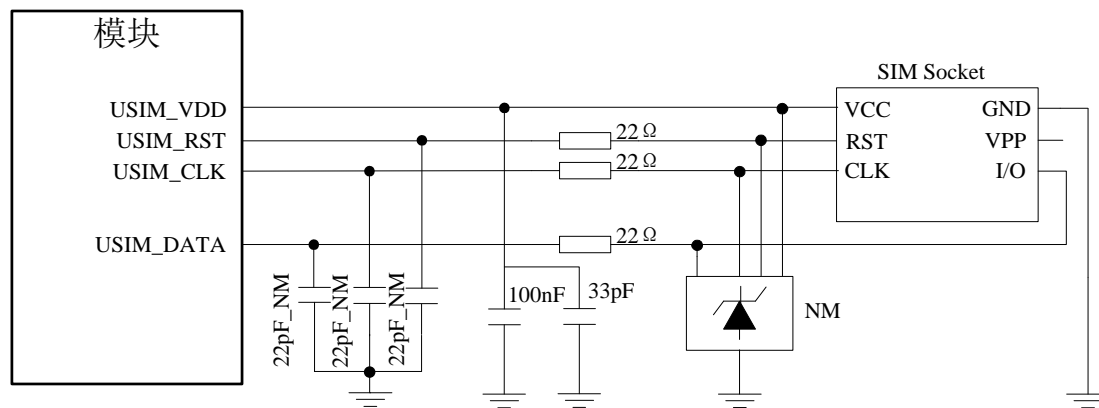 模块
SIM Socket
USIM_VDD
VCC
GND
USIM_RST
22Ω
RST
VPP
USIM_CLK
22Ω
CLK
I/O
USIM_DATA
22Ω
22pF_NM
22pF_NM
22pF_NM
100nF
33pF
NM